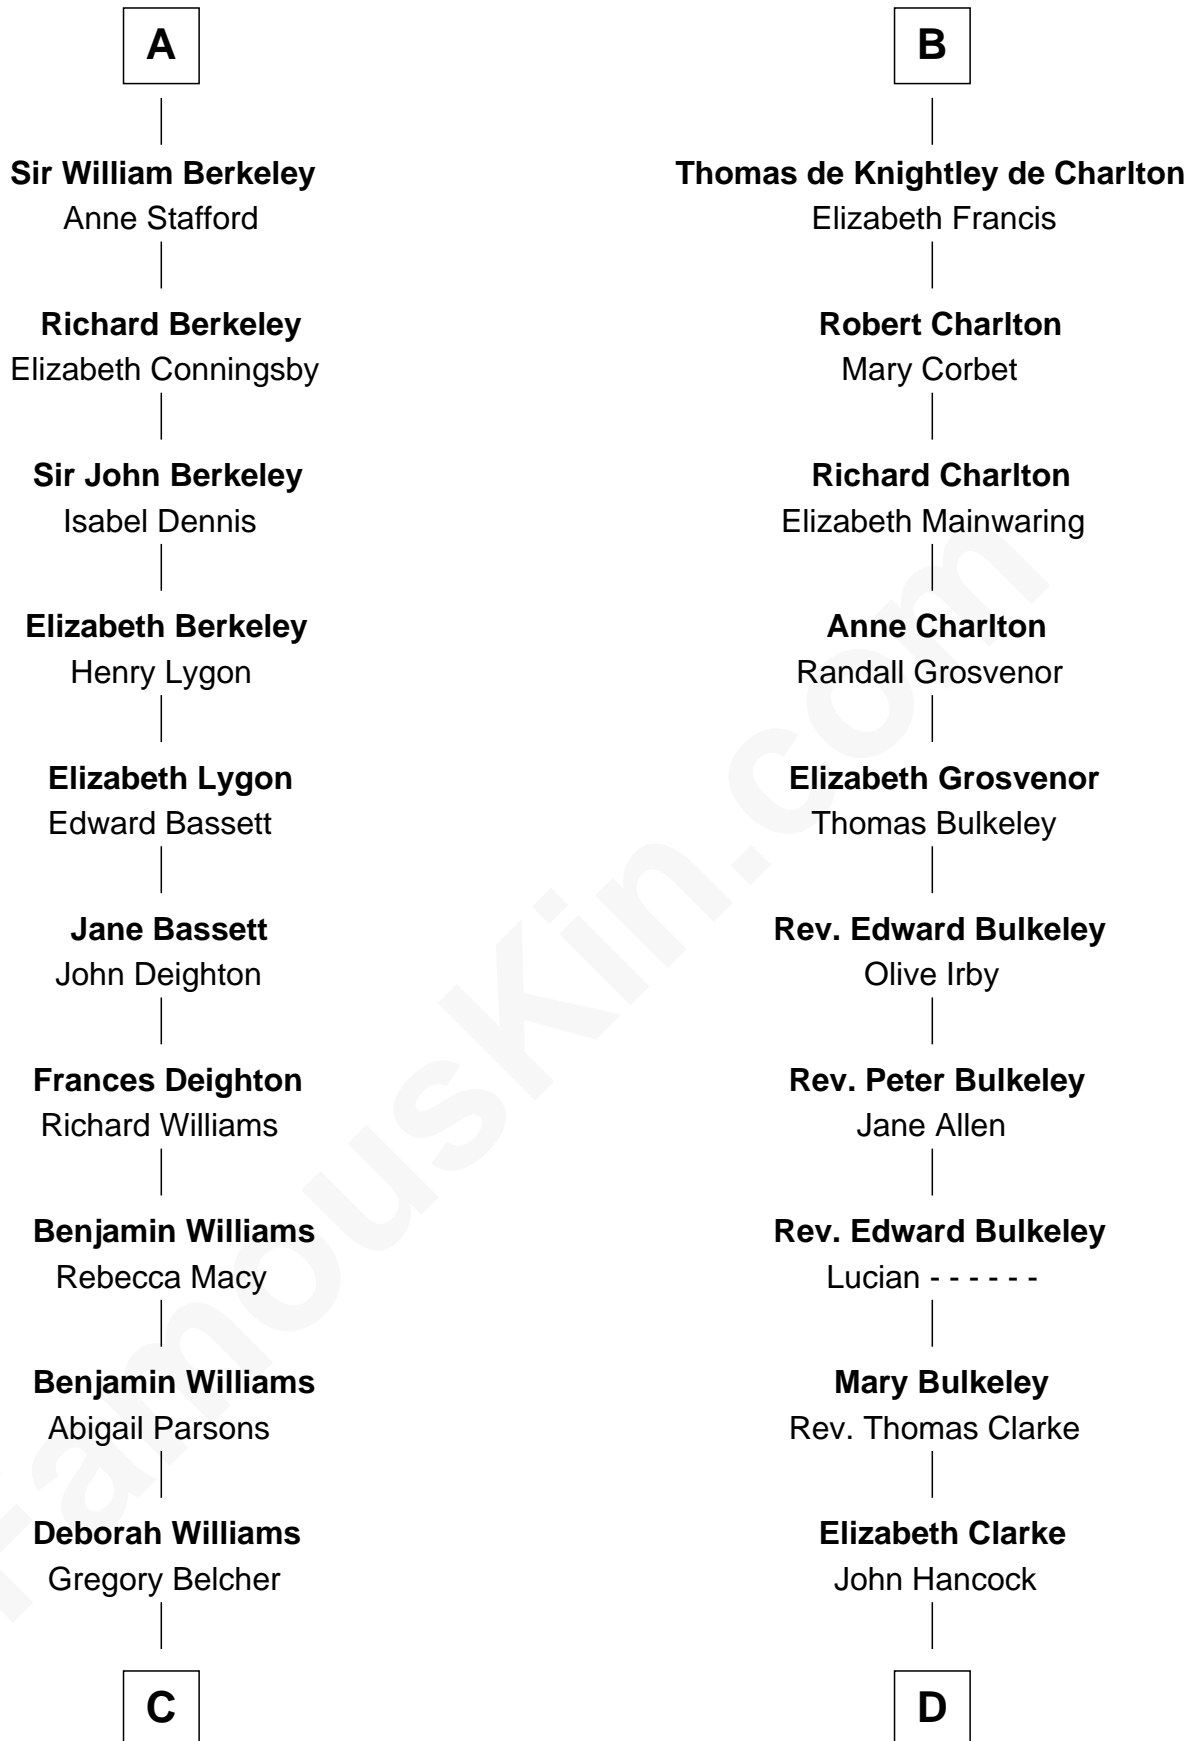 A
Sir William Berkeley
Anne Stafford
Richard Berkeley
Elizabeth Conningsby
Sir John Berkeley
Isabel Dennis
Elizabeth Berkeley
Henry Lygon
Elizabeth Lygon
Edward Bassett
Jane Bassett
John Deighton
Frances Deighton
Richard Williams
Benjamin Williams
Rebecca Macy
Benjamin Williams
Abigail Parsons
Deborah Williams
Gregory Belcher
C
B
Thomas de Knightley de Charlton
Elizabeth Francis
Robert Charlton
Mary Corbet
Richard Charlton
Elizabeth Mainwaring
Anne Charlton
Randall Grosvenor
Elizabeth Grosvenor
Thomas Bulkeley
Rev. Edward Bulkeley
Olive Irby
Rev. Peter Bulkeley
Jane Allen
Rev. Edward Bulkeley
Lucian - - - - - -
Mary Bulkeley
Rev. Thomas Clarke
Elizabeth Clarke
John Hancock
D
FamousKin.com